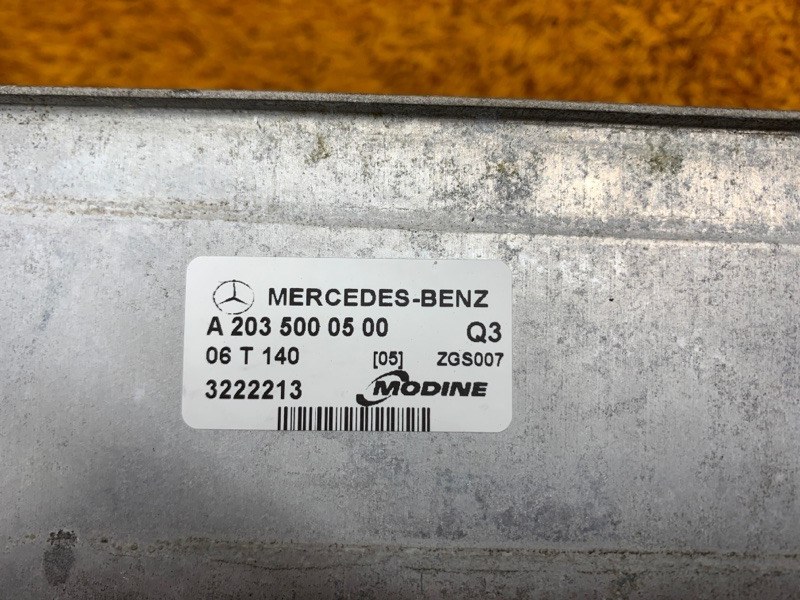 MERCEDES-BENZ
A 203 500 05 00 Q3
06 T 140 [05] ZGS007
3222213 MODINE